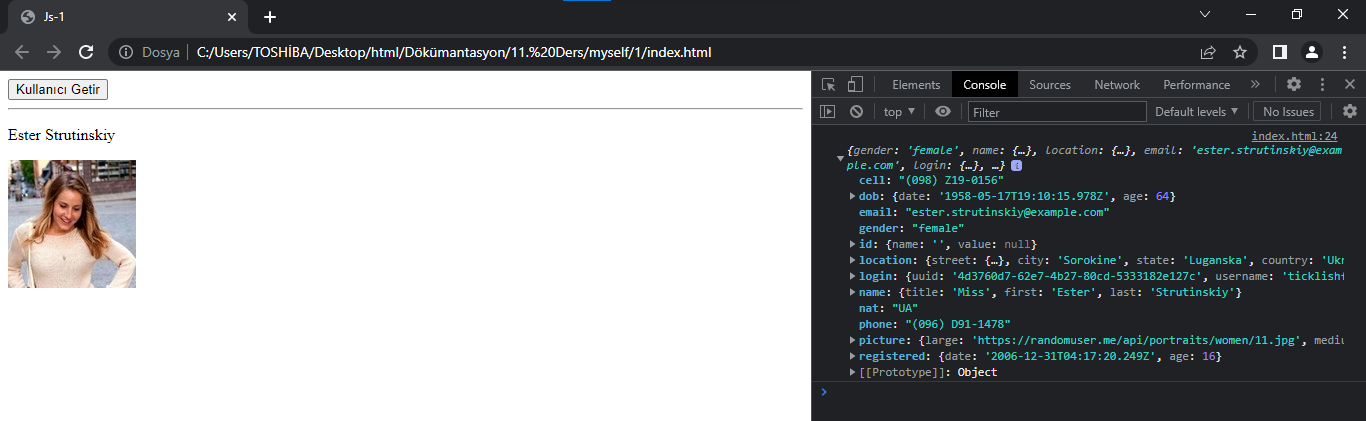 Js-1
Dosya C:/Users/TOSHİBA/Desktop/html/Dökümantasyon/11.%20Ders/myself/1/index.html
Kullanıcı Getir
Ester Strutinskiy
Elements Console Sources Network Performance
top Filter Default levels No Issues
index.html:24
{gender: 'female', name: {…}, location: {…}, email: 'ester.strutinskiy@exam
ple.com', login: {…}, …} i
cell: "(098) Z19-0156"
dob: {date: '1958-05-17T19:10:15.978Z', age: 64}
email: "ester.strutinskiy@example.com"
gender: "female"
id: {name: '', value: null}
location: {street: {…}, city: 'Sorokine', state: 'Luganska', country: 'Ukr
login: {uuid: '4d3760d7-62e7-4b27-80cd-5333182e127c', username: 'ticklish
name: {title: 'Miss', first: 'Ester', last: 'Strutinskiy'}
nat: "UA"
phone: "(096) D91-1478"
picture: {large: 'https://randomuser.me/api/portraits/women/11.jpg', mediu
registered: {date: '2006-12-31T04:17:20.249Z', age: 16}
[[Prototype]]: Object